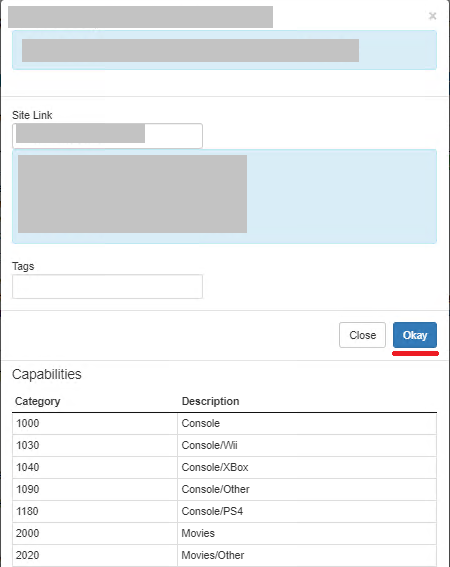 ×
Site Link
Tags
Close Okay
Capabilities
Category Description
1000 Console
1030 Console/Wii
1040 Console/XBox
1090 Console/Other
1180 Console/PS4
2000 Movies
2020 Movies/Other